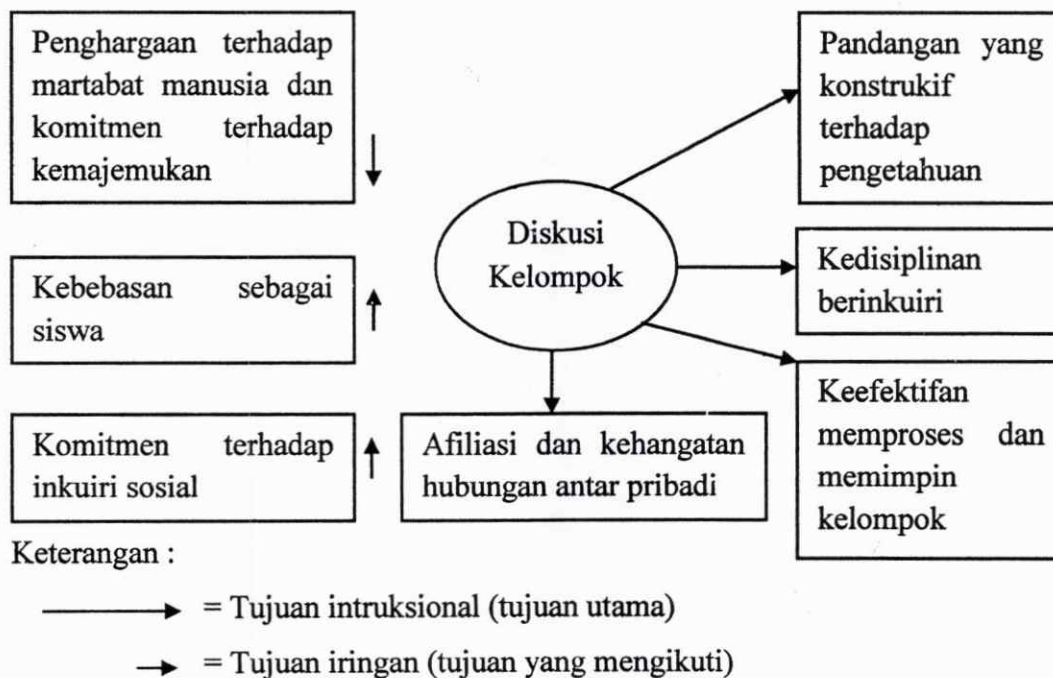 Penghargaan terhadap
martabat manusia dan
komitmen terhadap
kemajemukan
Kebebasan sebagai
siswa
Komitmen terhadap
inkuiri sosial
Diskusi
Kelompok
Afiliasi dan kehangatan
hubungan antar pribadi
Pandangan yang
konstrukif
terhadap
pengetahuan
Kedisiplinan
berinkuiri
Keefektifan
memproses dan
memimpin
kelompok
Keterangan :
= Tujuan intruksional (tujuan utama)
= Tujuan iringan (tujuan yang mengikuti)